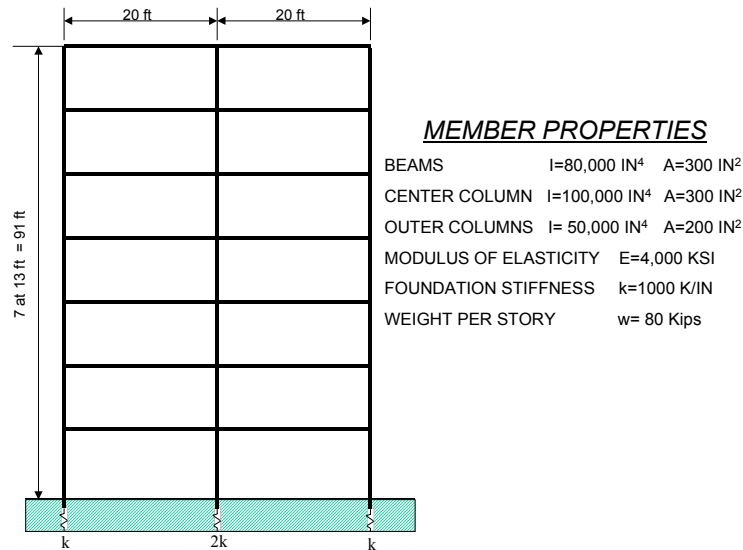 20 ft 20 ft
7 at 13 ft = 91 ft
MEMBER PROPERTIES
BEAMS I=80,000 IN⁴ A=300 IN²
CENTER COLUMN I=100,000 IN⁴ A=300 IN²
OUTER COLUMNS I= 50,000 IN⁴ A=200 IN²
MODULUS OF ELASTICITY E=4,000 KSI
FOUNDATION STIFFNESS k=1000 K/IN
WEIGHT PER STORY w= 80 Kips
k 2k k